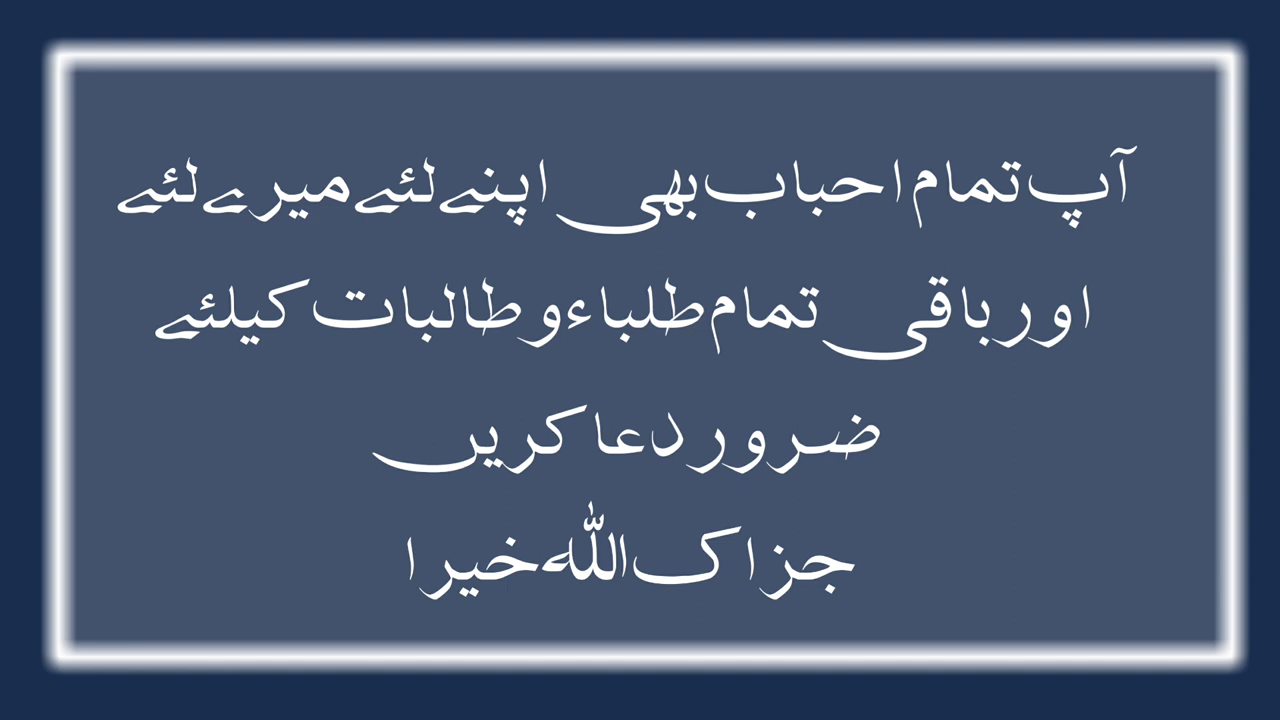 آپ تمام احباب بھی اپنے لئے میرے لئے
اور باقی تمام طلباء و طالبات کیلئے
ضرور دعا کریں
جزاک اللہ خیرا